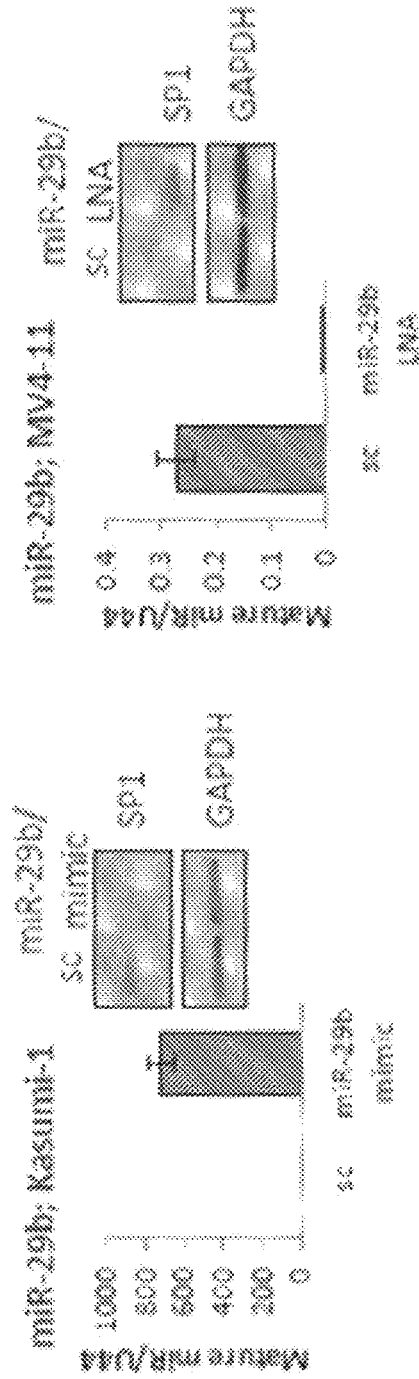 miR-29b; Kasumi-1
miR-29b/
sc mimic
SP1
GAPDH
Mature miR/U44
1000
800
600
400
200
0
sc
miR-29b
mimic
miR-29b; MV4-11
miR-29b/
sc LNA
SP1
GAPDH
Mature miR/U44
0.4
0.3
0.2
0.1
0
sc
miR-29b
LNA